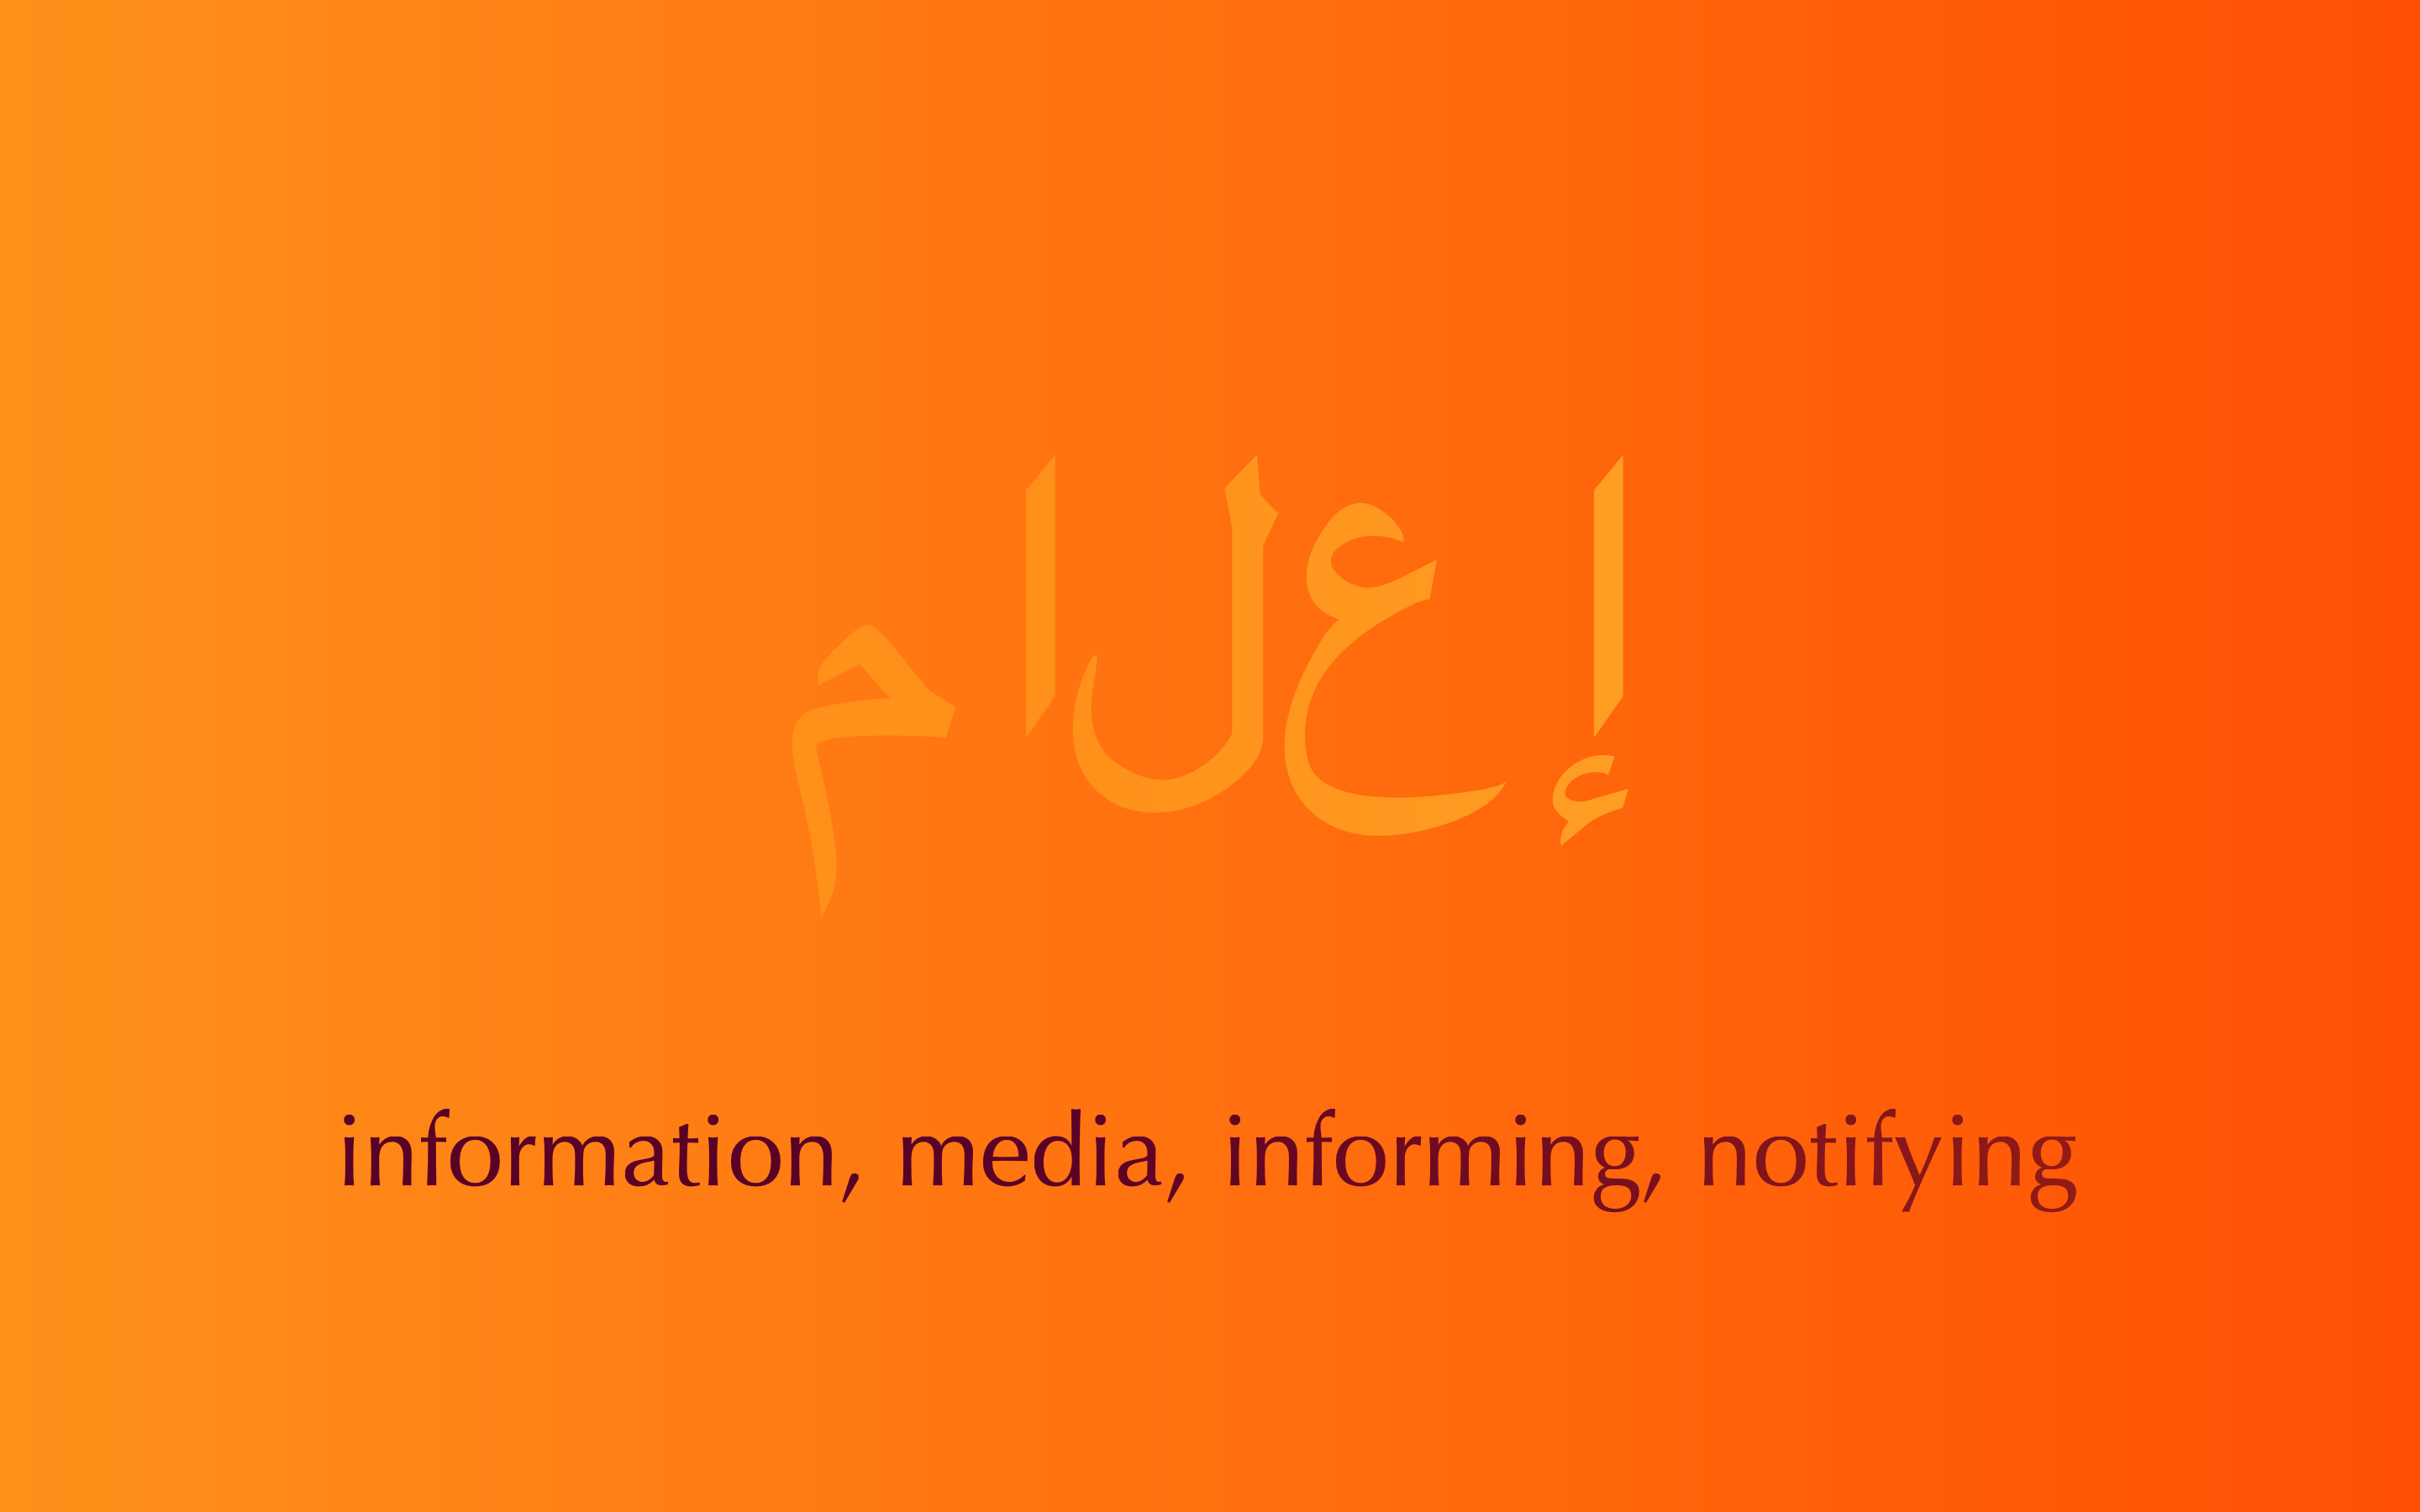 إعلام
information, media, informing, notifying